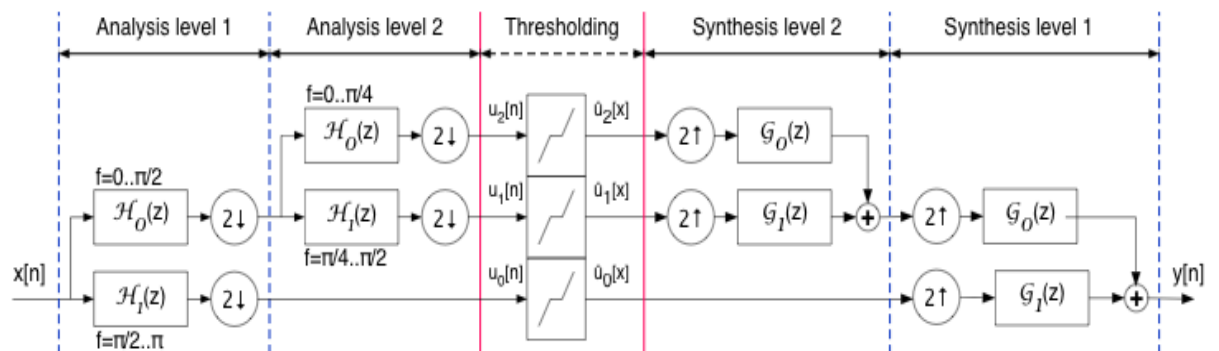 Analysis level 1 Analysis level 2 Thresholding Synthesis level 2 Synthesis level 1
f=0..π/4
u₂[n] û₂[x]
ℋ₀(z) 2↓ 2↑ 𝒢₀(z)
f=0..π/2
u₁[n] û₁[x]
ℋ₀(z) 2↓ ℋ₁(z) 2↓ 2↑ 𝒢₁(z) + 2↑ 𝒢₀(z)
f=π/4..π/2
x[n] u₀[n] û₀[x] y[n]
ℋ₁(z) 2↓ 2↑ 𝒢₁(z) +
f=π/2..π